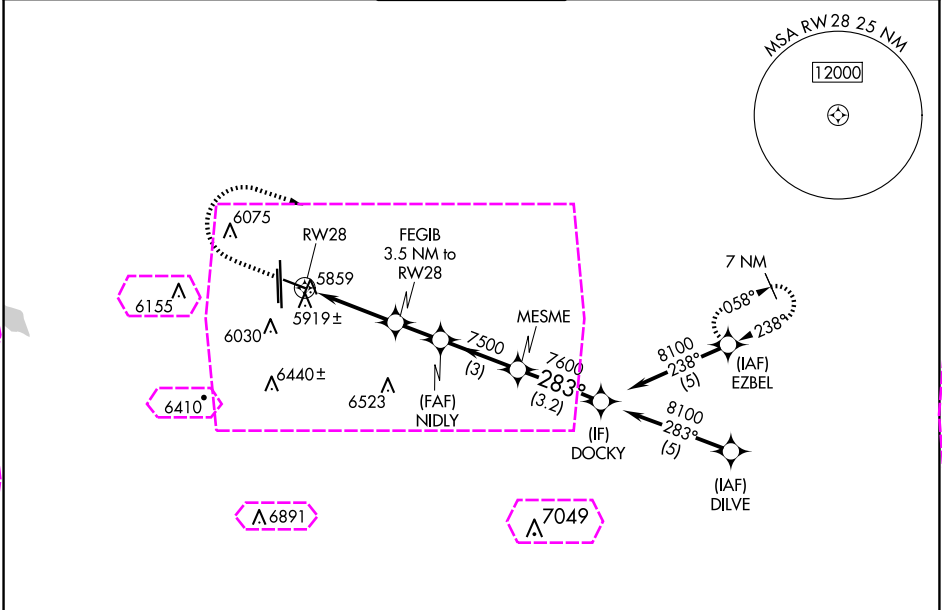 MSA RW 28 25 NM
12000
6075
RW28
FEGIB
3.5 NM to
RW28
7 NM
5859
6155
5919±
058°
238°
6030
MESME
7500
(3)
7600
283°
(3.2)
8100
238°
(5)
(IAF)
EZBEL
6440±
6523
6410
(FAF)
NIDLY
8100
283°
(5)
(IF)
DOCKY
(IAF)
DILVE
6891
7049